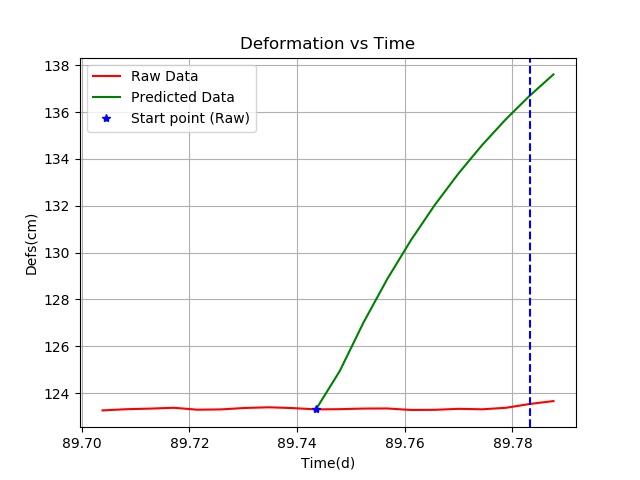 Deformation vs Time
Raw Data
Predicted Data
Start point (Raw)
138
136
134
132
130
128
126
124
Defs(cm)
89.70
89.72
89.74
89.76
89.78
Time(d)